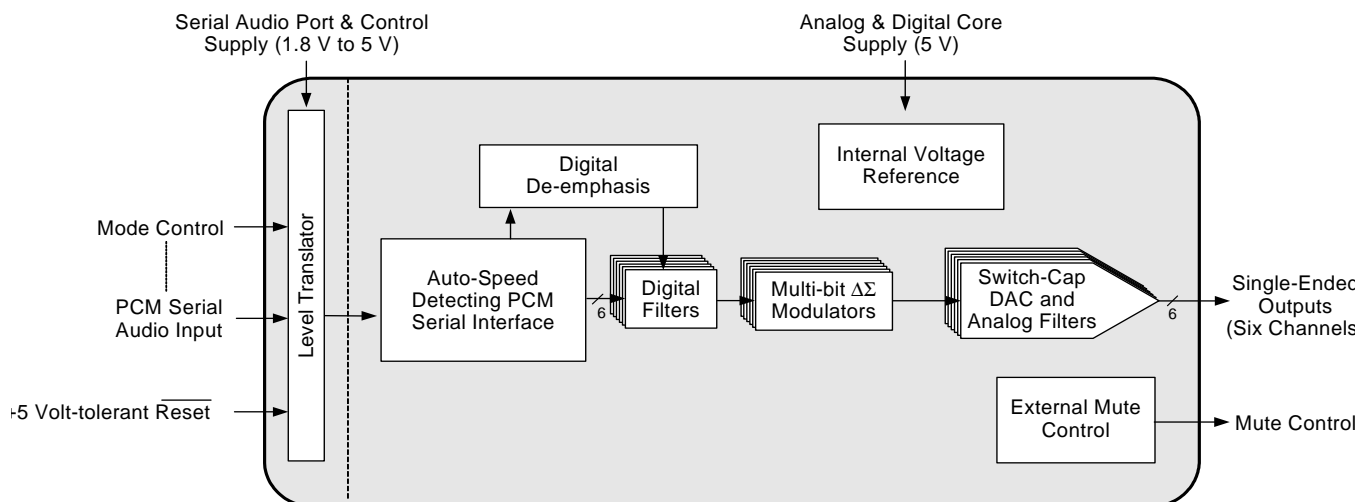 Serial Audio Port & Control
Supply (1.8 V to 5 V)
Analog & Digital Core
Supply (5 V)
Internal Voltage
Reference
Digital
De-emphasis
Mode Control
Level Translator
Auto-Speed
Detecting PCM
Serial Interface
6
Digital
Filters
Multi-bit ΔΣ
Modulators
Switch-Cap
DAC and
Analog Filters
6
Single-Ended
Outputs
(Six Channels
PCM Serial
Audio Input
+5 Volt-tolerant Reset
External Mute
Control
Mute Control